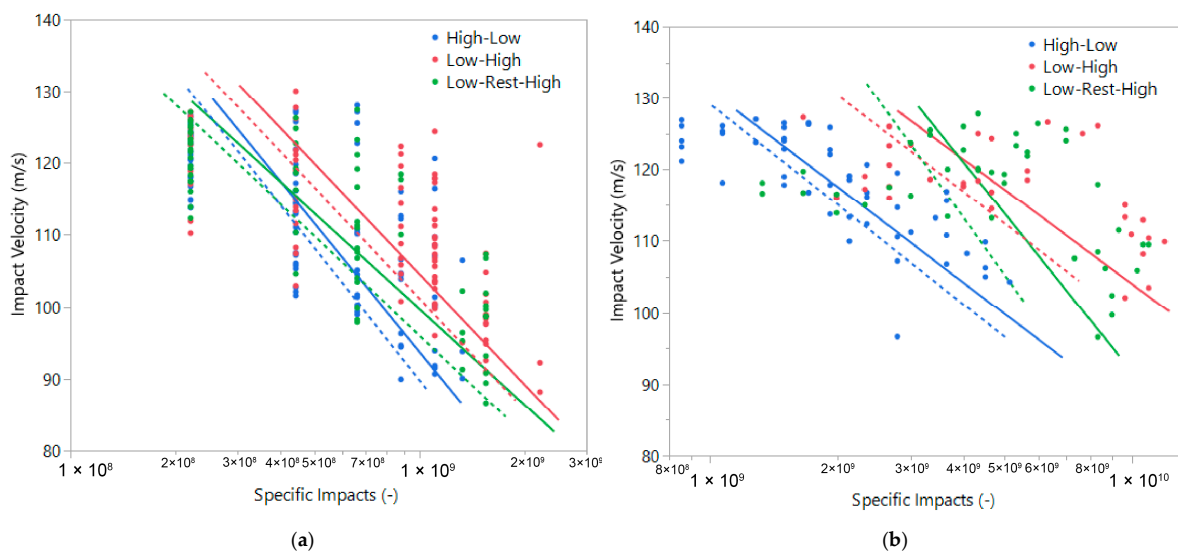 140
130
120
110
100
90
80
Impact Velocity (m/s)
High-Low
Low-High
Low-Rest-High
2×10⁸ 3×10⁸ 4×10⁸ 5×10⁸ 7×10⁸ 2×10⁹ 3×10⁸
1 × 10⁸ 1 × 10⁹
Specific Impacts (-)
(a)
140
130
120
110
100
90
80
Impact Velocity (m/s)
High-Low
Low-High
Low-Rest-High
8×10⁸ 2×10⁹ 3×10⁹ 4×10⁹ 5×10⁹ 6×10⁹ 8×10⁹
1 × 10⁹ 1 × 10¹⁰
Specific Impacts (-)
(b)